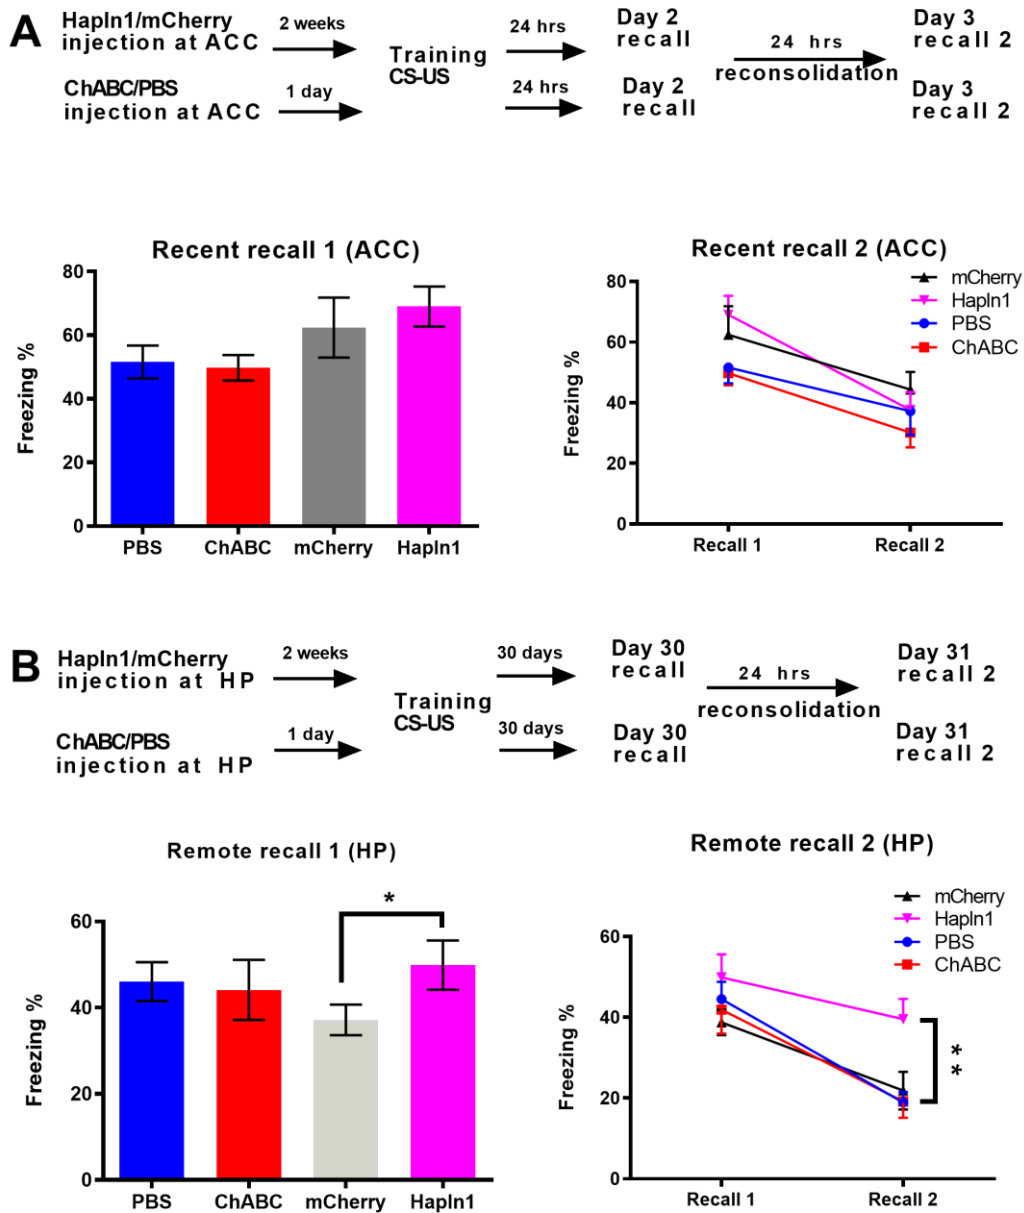 A
HapIn1/mCherry
injection at ACC
2 weeks
ChABC/PBS
injection at ACC
1 day
Training
CS-US
24 hrs
24 hrs
Day 2
recall
Day 2
recall
24 hrs
reconsolidation
Day 3
recall 2
Day 3
recall 2
Recent recall 1 (ACC)
Freezing %
80
60
40
20
0
PBS ChABC mCherry HapIn1
Recent recall 2 (ACC)
mCherry
HapIn1
PBS
ChABC
Freezing %
80
60
40
20
0
Recall 1 Recall 2
B
HapIn1/mCherry
injection at HP
2 weeks
ChABC/PBS
injection at HP
1 day
Training
CS-US
30 days
30 days
Day 30
recall
Day 30
recall
24 hrs
reconsolidation
Day 31
recall 2
Day 31
recall 2
Remote recall 1 (HP)
Freezing %
60
40
20
0
*
PBS ChABC mCherry HapIn1
Remote recall 2 (HP)
mCherry
HapIn1
PBS
ChABC
Freezing %
60
40
20
0
**
Recall 1 Recall 2